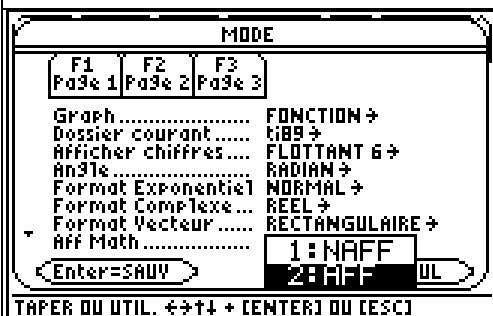 MODE
F1 F2 F3
Page 1 Page 2 Page 3
Graph...................... FONCTION→
Dossier courant...... ti89→
Afficher chiffres.... FLOTTANT 6→
Angle...................... RADIAN→
Format Exponentiel NORMAL→
Format Complexe... REEL→
Format Vecteur...... RECTANGULAIRE→
Aff Math..................
1:NAFF
2:AFF
Enter=SAUV UL
TAPER OU UTIL. ←→↑↓ + [ENTER] OU [ESC]